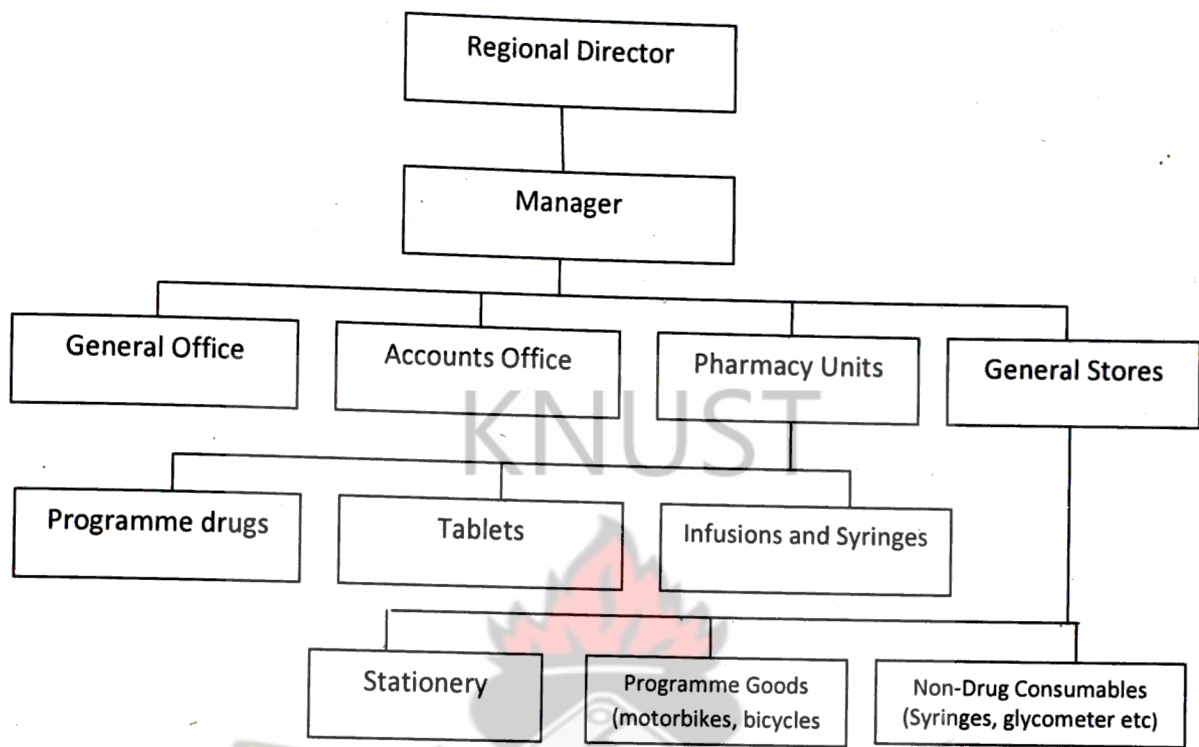 Regional Director
Manager
General Office
Accounts Office
Pharmacy Units
General Stores
KNUST
Programme drugs
Tablets
Infusions and Syringes
Stationery
Programme Goods
(motorbikes, bicycles
Non-Drug Consumables
(Syringes, glycometer etc)